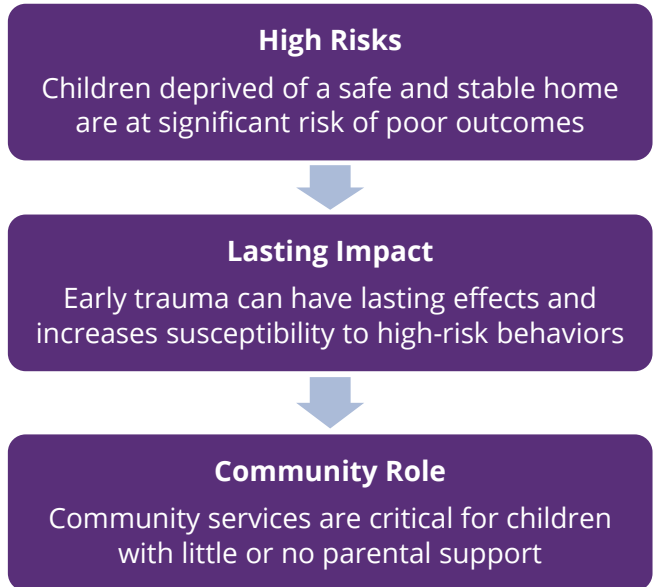 High Risks
Children deprived of a safe and stable home
are at significant risk of poor outcomes
Lasting Impact
Early trauma can have lasting effects and
increases susceptibility to high-risk behaviors
Community Role
Community services are critical for children
with little or no parental support